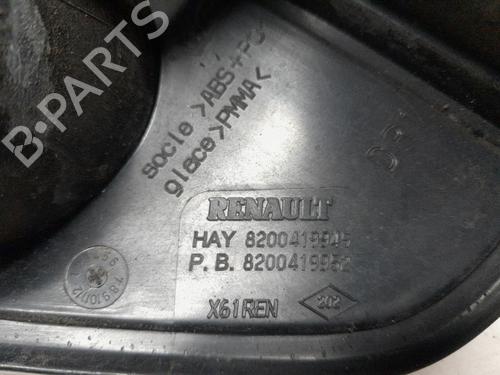 B-PARTS
socle >ABS+PC<
glace >PMMA<
RENAULT
HAY 8200419945
P. B. 8200419952
X61REN
202